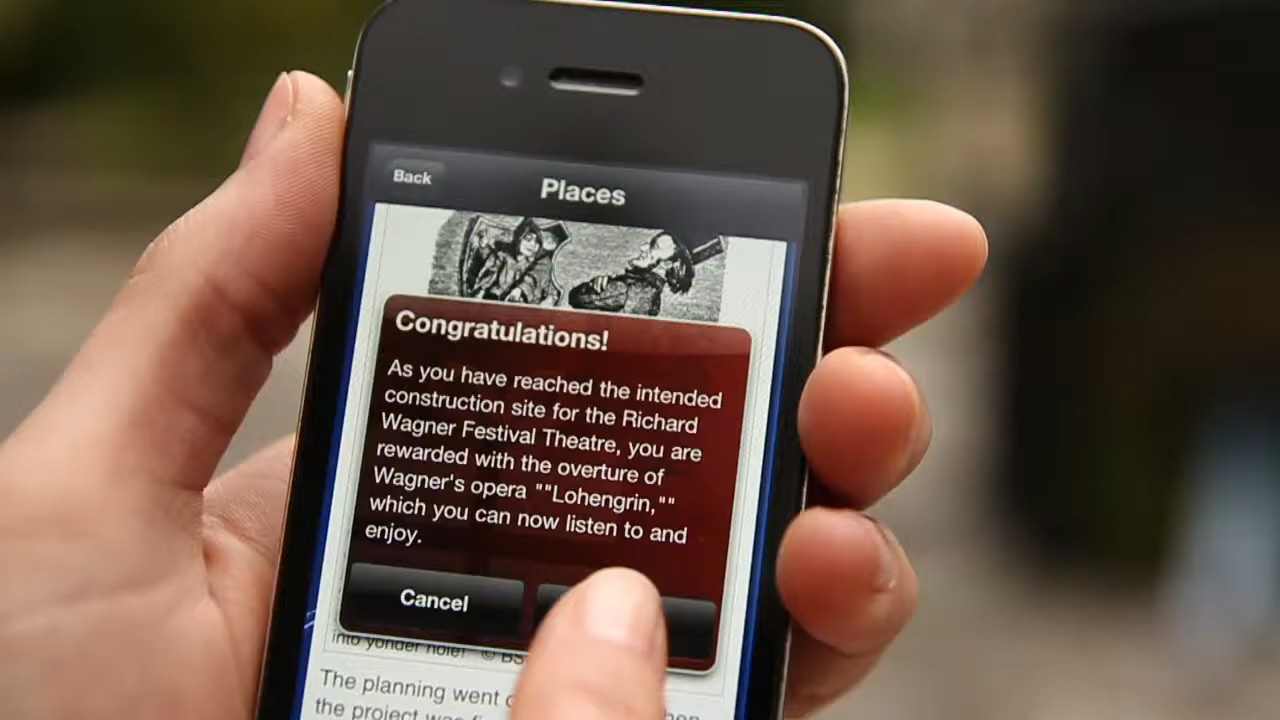 Back
Places
Congratulations!
As you have reached the intended
construction site for the Richard
Wagner Festival Theatre, you are
rewarded with the overture of
Wagner's opera ""Lohengrin,""
which you can now listen to and
enjoy.
Cancel
into yonder hole! © BS
The planning went
the project was